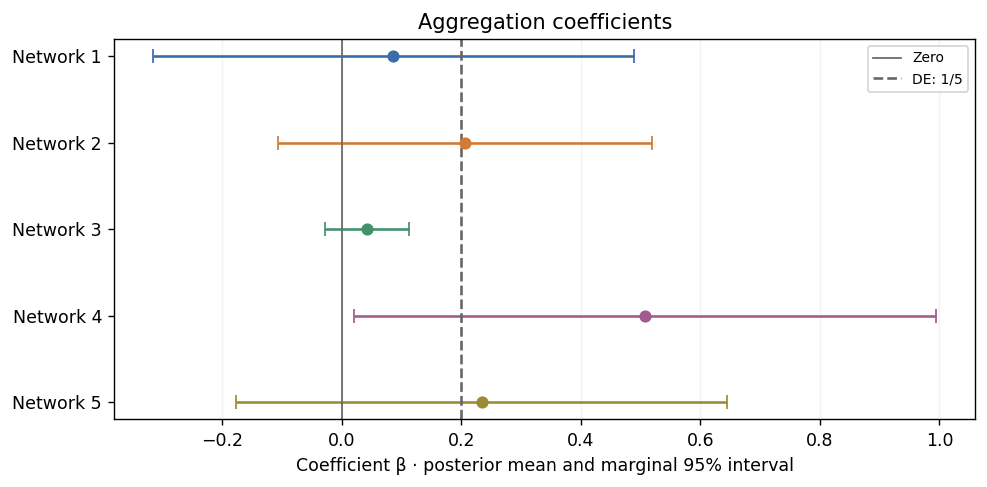 Aggregation coefficients
Network 1
Network 2
Network 3
Network 4
Network 5
Zero
DE: 1/5
−0.2 0.0 0.2 0.4 0.6 0.8 1.0
Coefficient β · posterior mean and marginal 95% interval